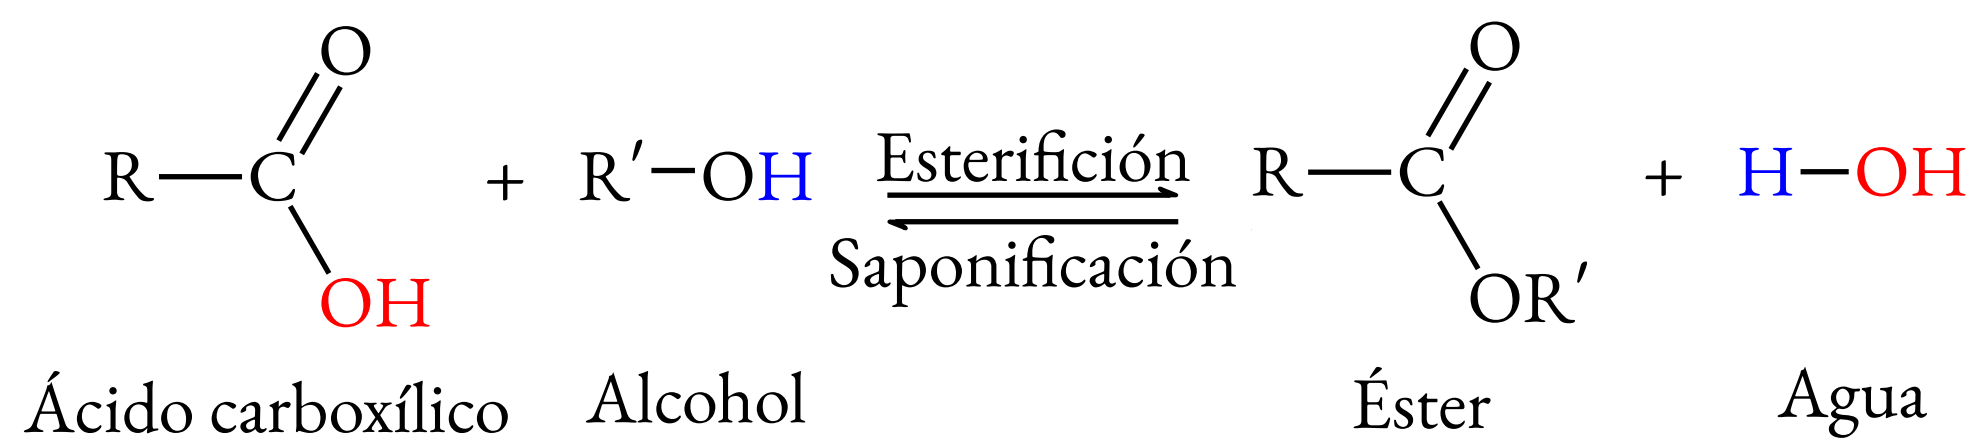 O
R — C + R′ — OH Esterifición R — C + H — OH
OH Saponificación OR′
O
Ácido carboxílico Alcohol Éster Agua